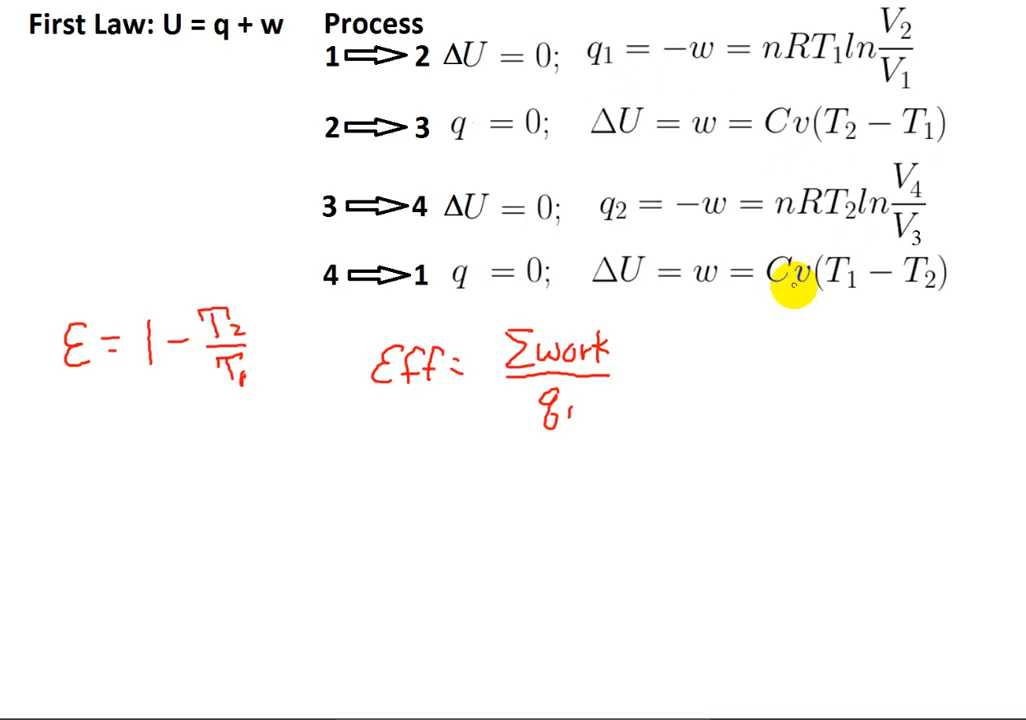 First Law: U = q + w Process
1 ⇒ 2 ΔU = 0; q₁ = −w = nRT₁ln V₂/V₁
2 ⇒ 3 q = 0; ΔU = w = Cv(T₂ − T₁)
3 ⇒ 4 ΔU = 0; q₂ = −w = nRT₂ln V₄/V₃
4 ⇒ 1 q = 0; ΔU = w = Cv(T₁ − T₂)
ε = 1 − T₂/T₁ Eff = Σwork/q₁